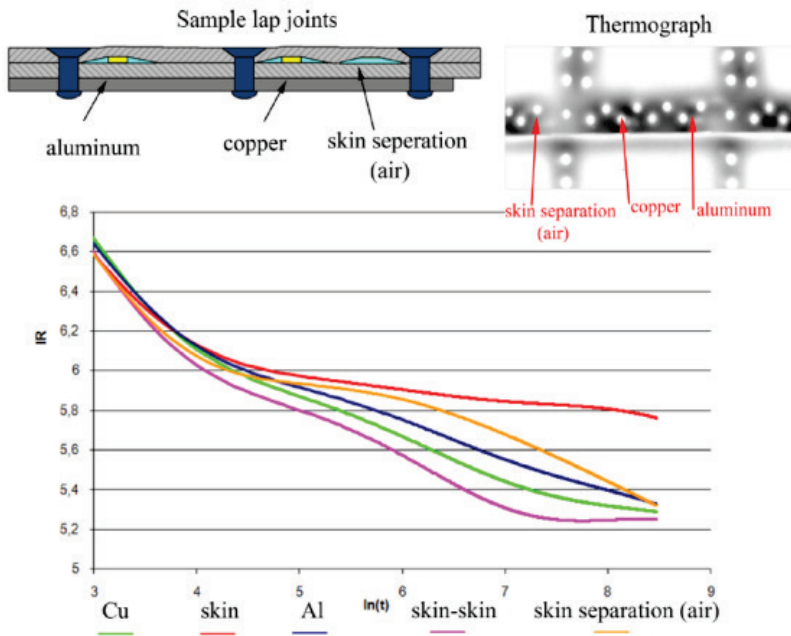 Sample lap joints
Thermograph
aluminum
copper
skin seperation
(air)
skin separation
(air)
copper
aluminum
6,8
6,6
6,4
6,2
6
5,8
5,6
5,4
5,2
5
IR
3
4
5
6
7
8
9
ln(t)
Cu
skin
Al
skin-skin
skin separation (air)